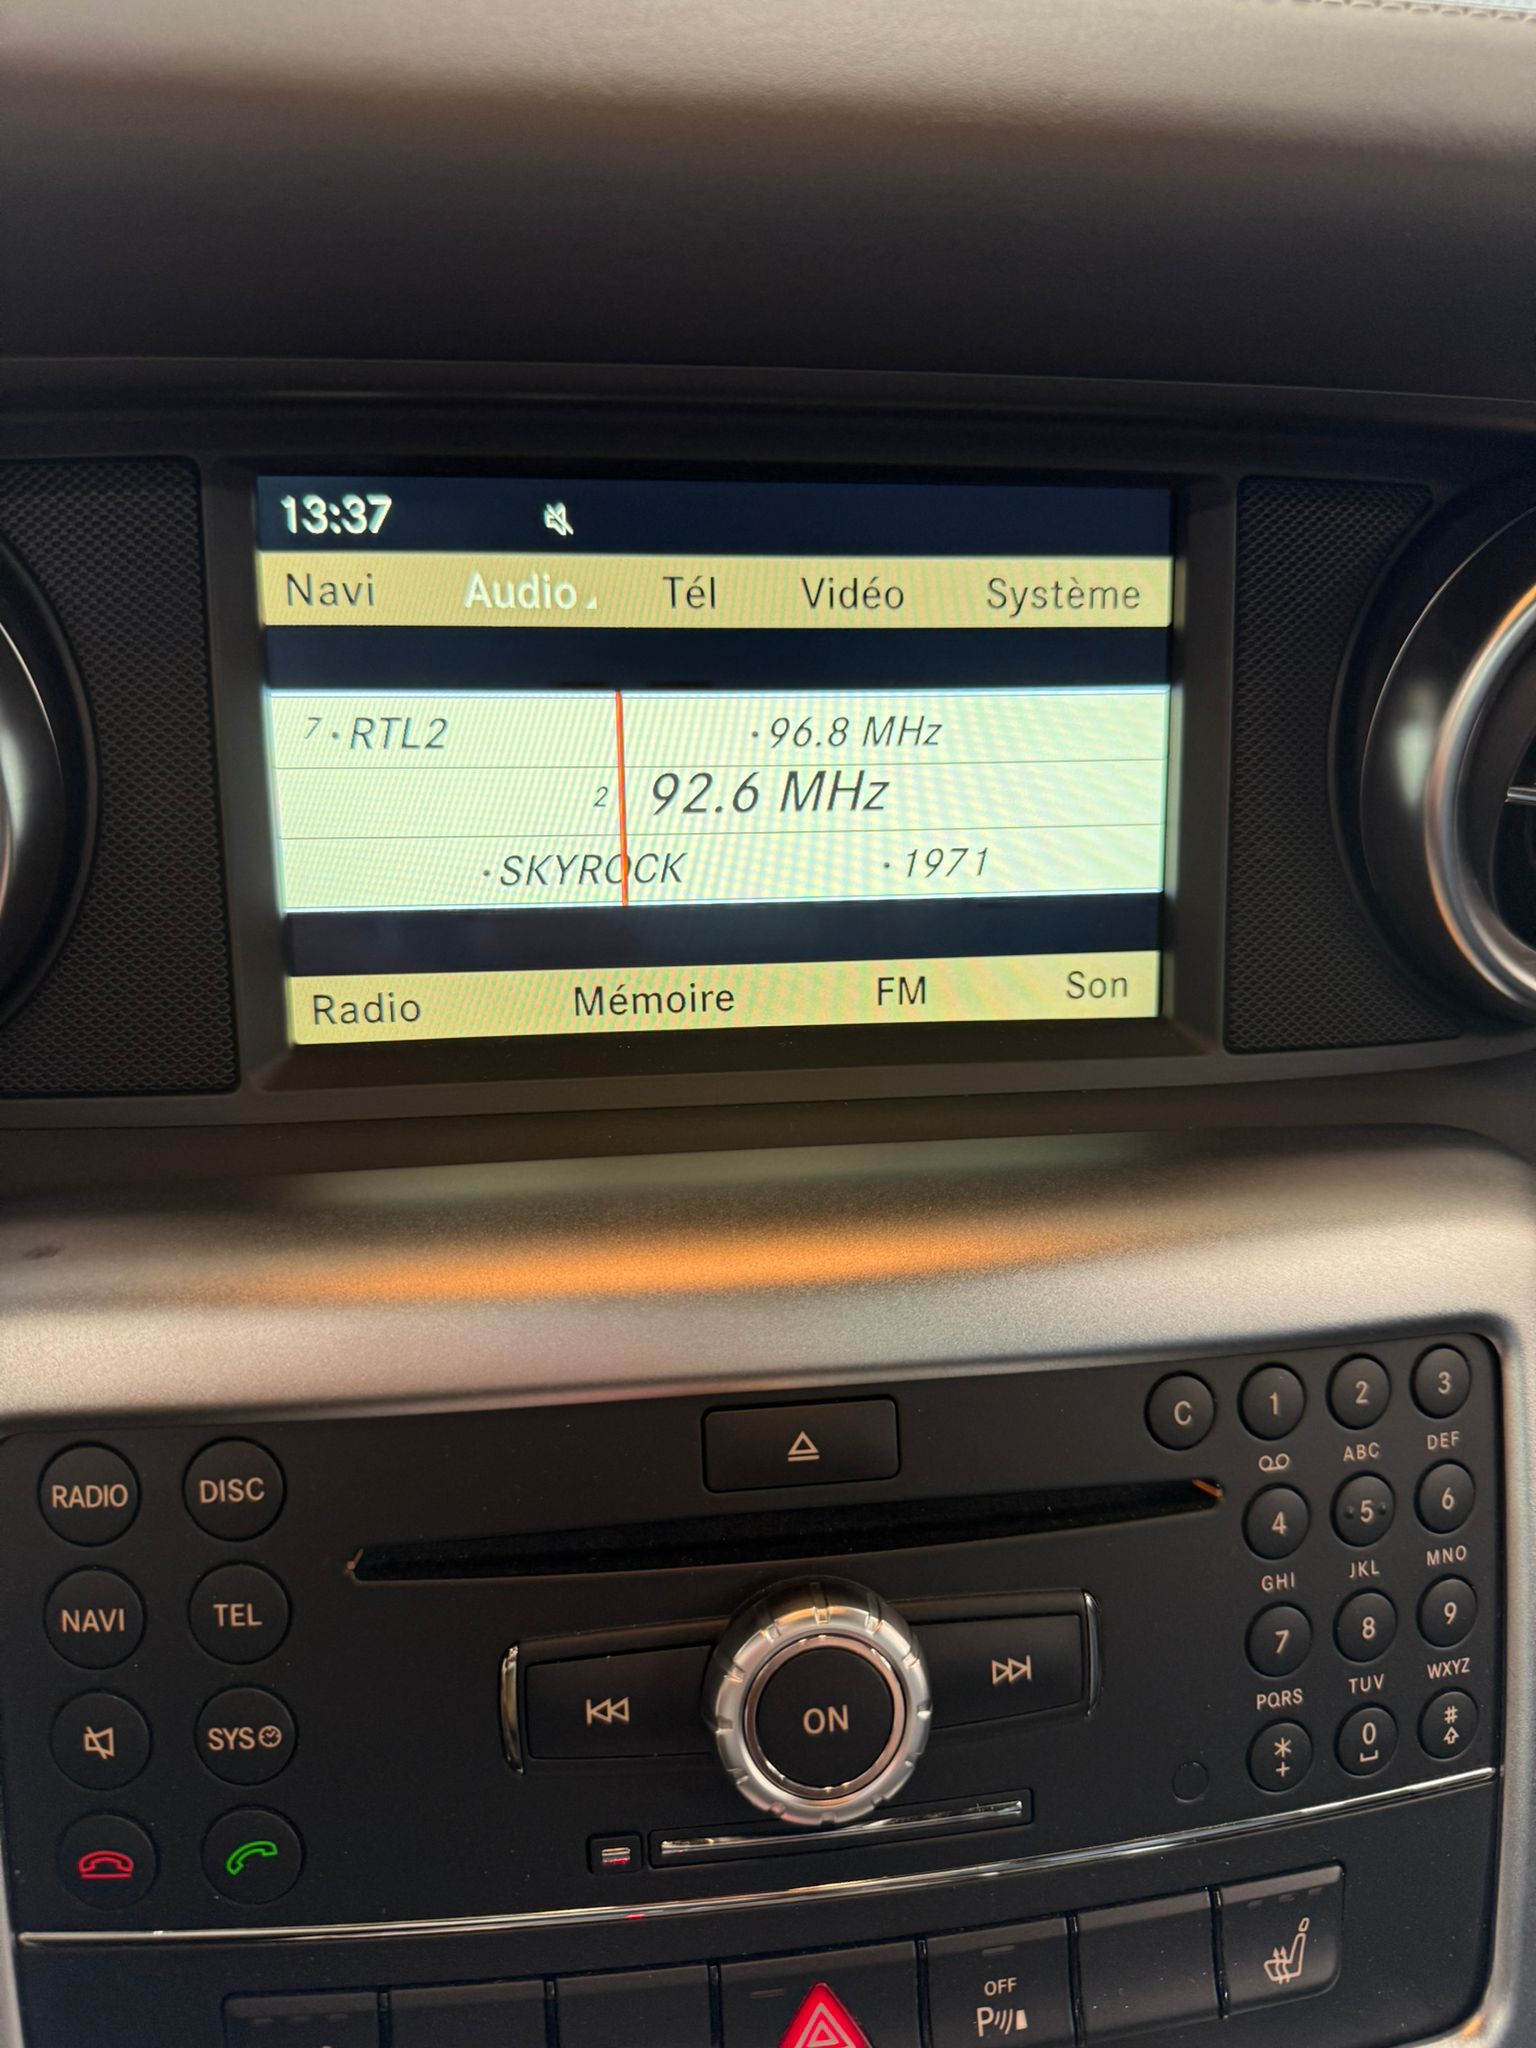 13:37
Navi Audio Tél Vidéo Système
7 · RTL2 · 96.8 MHz
2 92.6 MHz
· SKYROCK · 1971
Radio Mémoire FM Son
C 1 2 3
ABC DEF
RADIO DISC
4 5 6
GHI JKL MNO
NAVI TEL
7 8 9
PQRS TUV WXYZ
SYS
ON
* 0 #
+
OFF
P